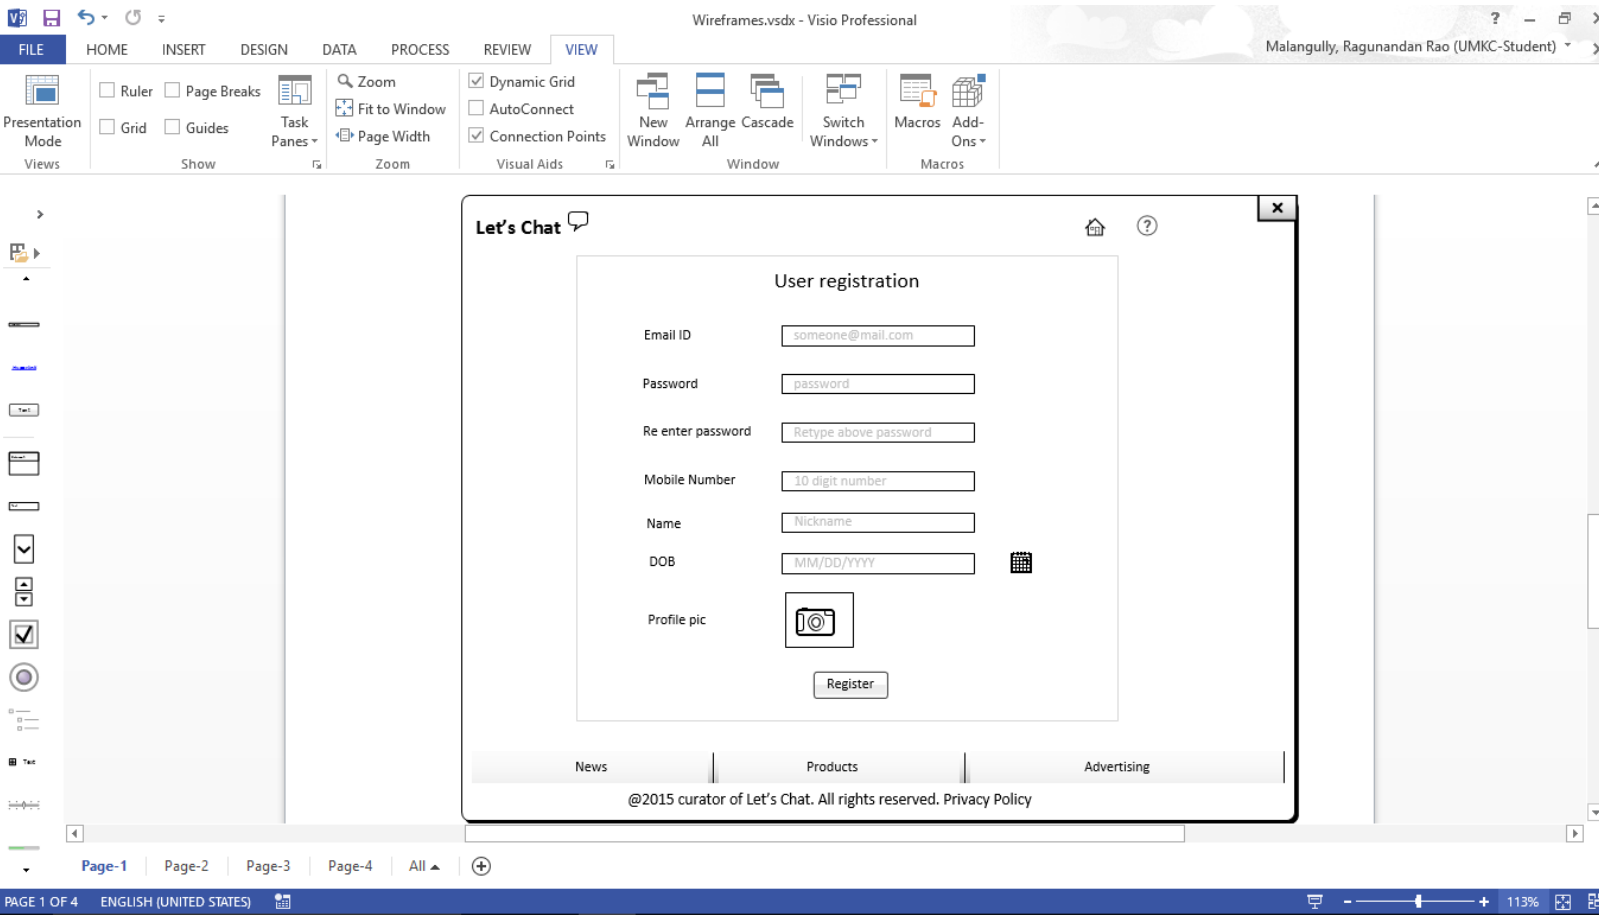 Wireframes.vsdx - Visio Professional
FILE HOME INSERT DESIGN DATA PROCESS REVIEW VIEW
Malangully, Ragunandan Rao (UMKC-Student)
Presentation Mode
Views
Ruler Page Breaks
Grid Guides
Task Panes
Show
Zoom
Fit to Window
Page Width
Zoom
Dynamic Grid
AutoConnect
Connection Points
Visual Aids
New Window
Arrange All
Cascade
Switch Windows
Window
Macros
Add-Ons
Macros
Let's Chat
User registration
Email ID someone@mail.com
Password password
Re enter password Retype above password
Mobile Number 10 digit number
Name Nickname
DOB MM/DD/YYYY
Profile pic
Register
News Products Advertising
@2015 curator of Let's Chat. All rights reserved. Privacy Policy
Page-1 Page-2 Page-3 Page-4 All
PAGE 1 OF 4 ENGLISH (UNITED STATES) 113%